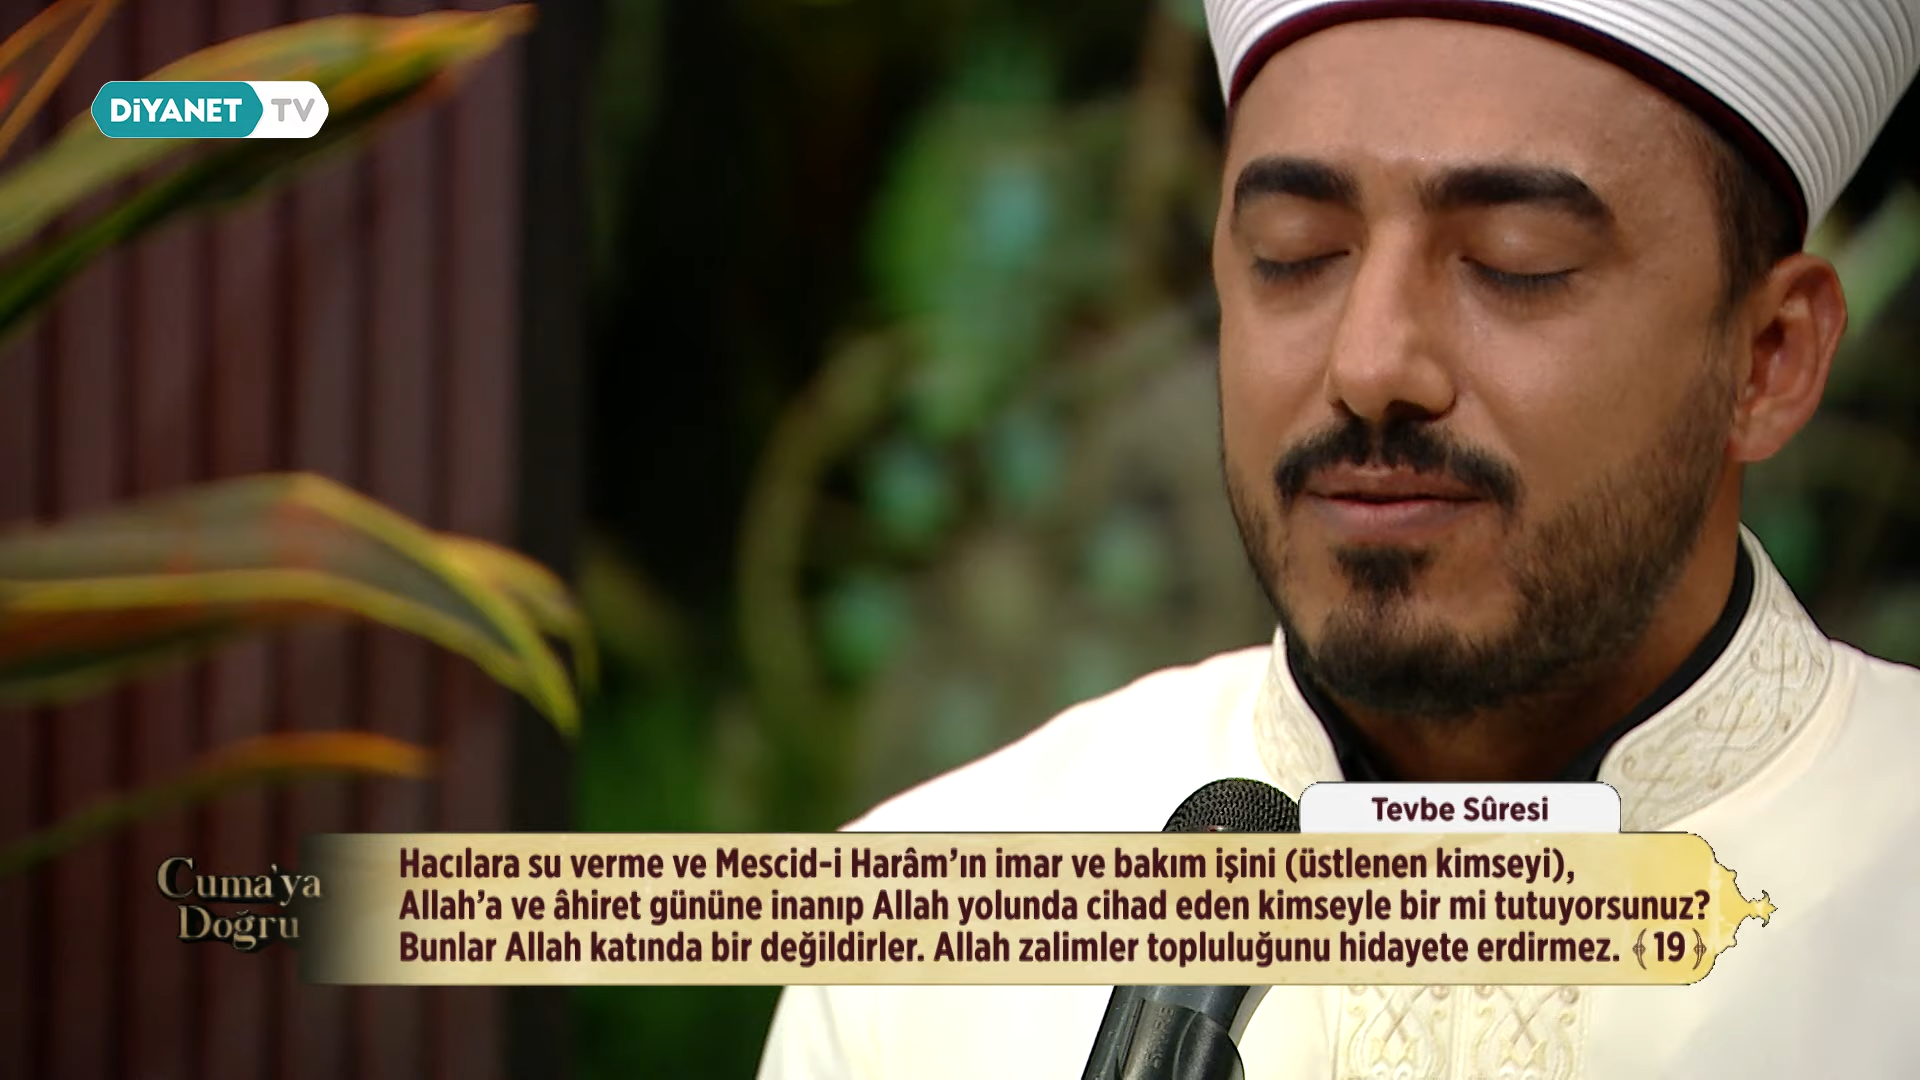 DİYANET TV
Tevbe Sûresi
Cuma'ya
Doğru
Hacılara su verme ve Mescid-i Harâm’ın imar ve bakım işini (üstlenen kimseyi),
Allah’a ve âhiret gününe inanıp Allah yolunda cihad eden kimseyle bir mi tutuyorsunuz?
Bunlar Allah katında bir değildirler. Allah zalimler topluluğunu hidayete erdirmez. ﴾19﴿